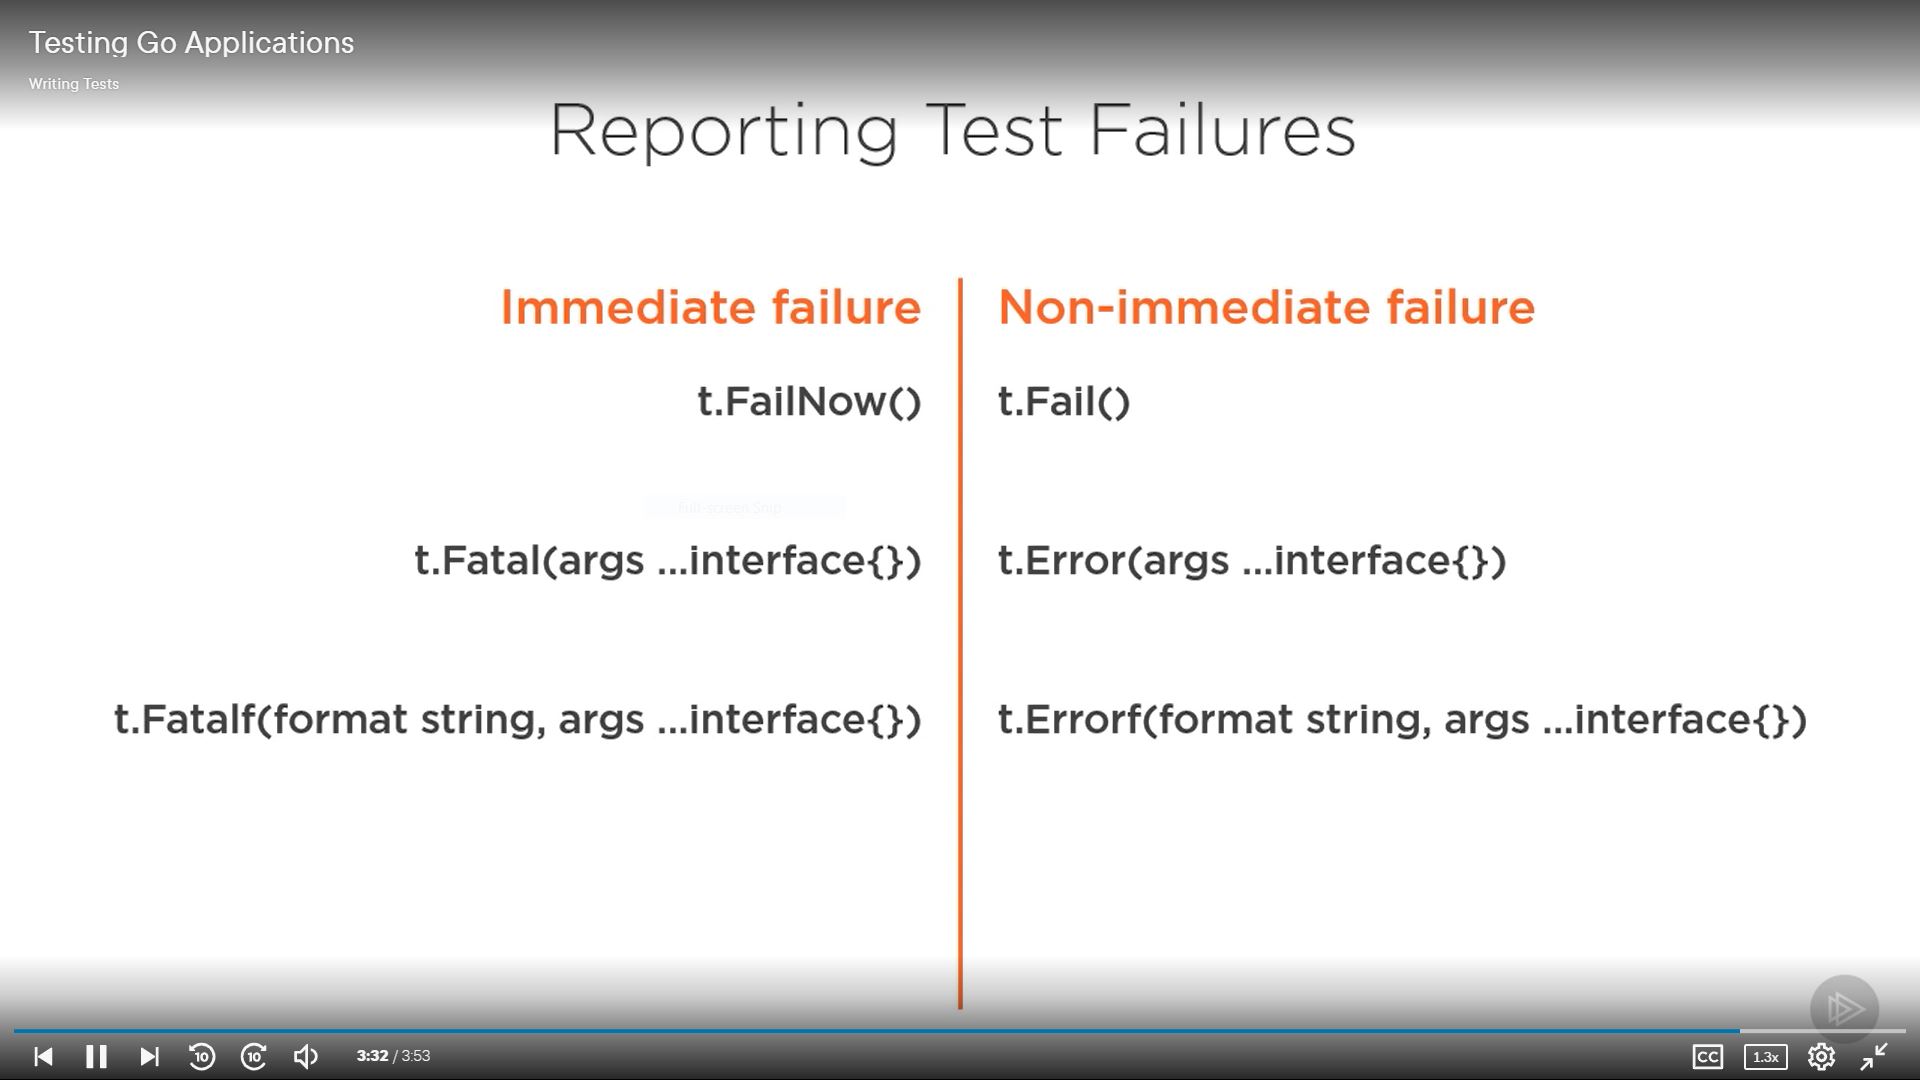 Testing Go Applications
Writing Tests
Reporting Test Failures
Immediate failure
Non-immediate failure
t.FailNow()
t.Fail()
Full-screen Snip
t.Fatal(args ...interface{})
t.Error(args ...interface{})
t.Fatalf(format string, args ...interface{})
t.Errorf(format string, args ...interface{})
10
10
3:32 / 3:53
CC
1.3x